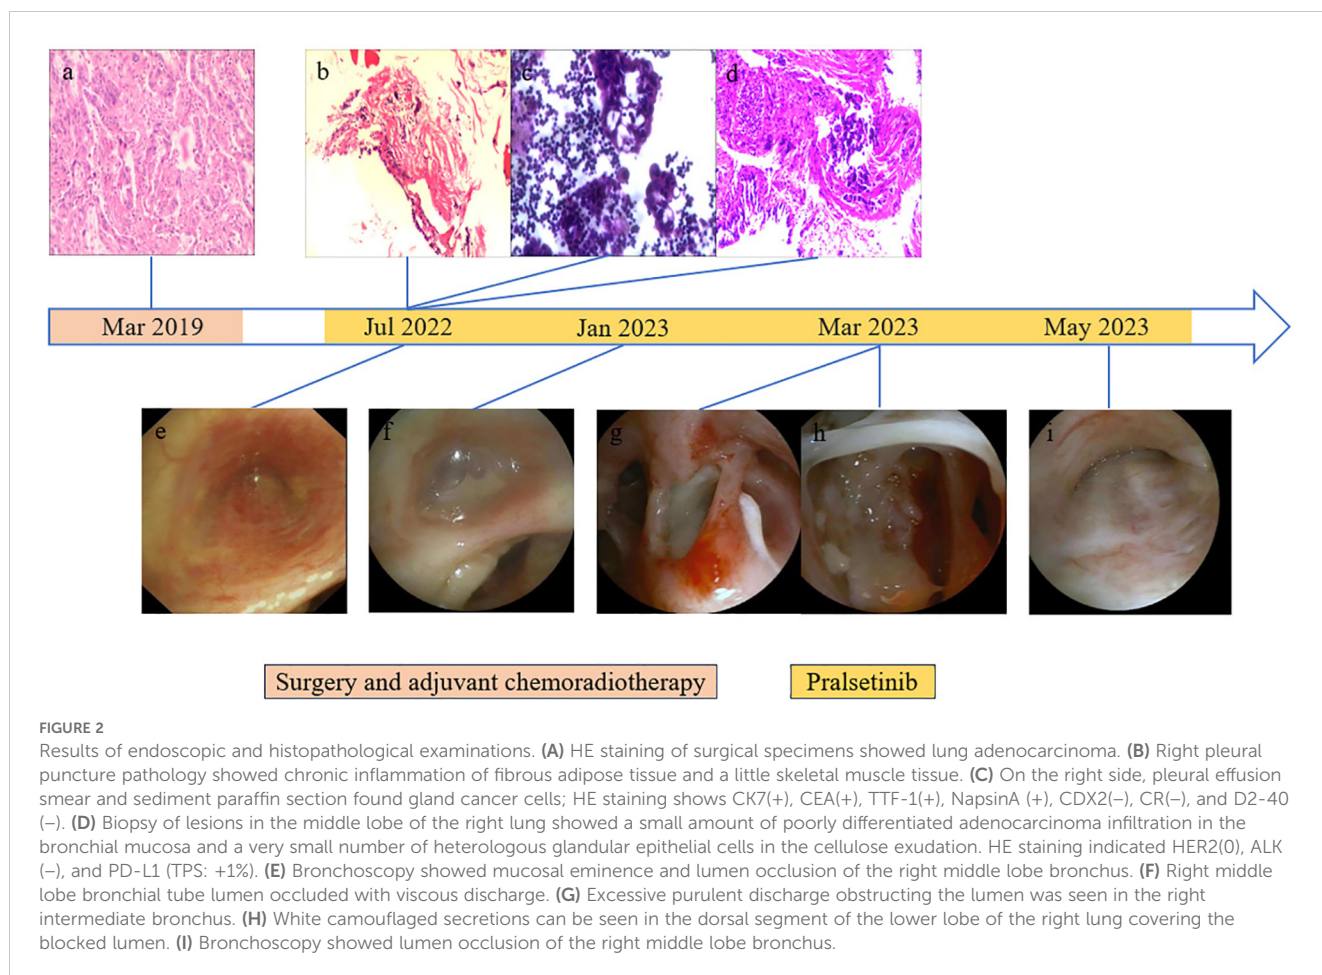 a
b
c
d
Mar 2019
Jul 2022
Jan 2023
Mar 2023
May 2023
e
f
g
h
i
Surgery and adjuvant chemoradiotherapy
Pralsetinib
FIGURE 2
Results of endoscopic and histopathological examinations. (A) HE staining of surgical specimens showed lung adenocarcinoma. (B) Right pleural
puncture pathology showed chronic inflammation of fibrous adipose tissue and a little skeletal muscle tissue. (C) On the right side, pleural effusion
smear and sediment paraffin section found gland cancer cells; HE staining shows CK7(+), CEA(+), TTF-1(+), NapsinA (+), CDX2(−), CR(−), and D2-40
(−). (D) Biopsy of lesions in the middle lobe of the right lung showed a small amount of poorly differentiated adenocarcinoma infiltration in the
bronchial mucosa and a very small number of heterologous glandular epithelial cells in the cellulose exudation. HE staining indicated HER2(0), ALK
(−), and PD-L1 (TPS: +1%). (E) Bronchoscopy showed mucosal eminence and lumen occlusion of the right middle lobe bronchus. (F) Right middle
lobe bronchial tube lumen occluded with viscous discharge. (G) Excessive purulent discharge obstructing the lumen was seen in the right
intermediate bronchus. (H) White camouflaged secretions can be seen in the dorsal segment of the lower lobe of the right lung covering the
blocked lumen. (I) Bronchoscopy showed lumen occlusion of the right middle lobe bronchus.